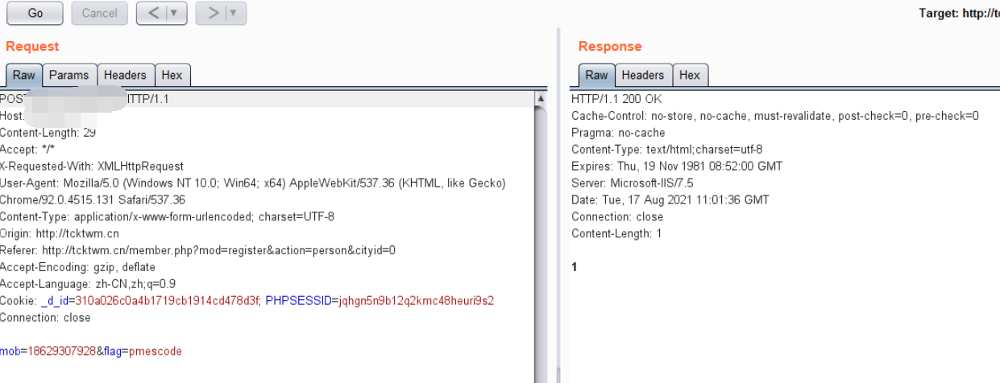 Go
Cancel
<
>
Target: http://t
Request
Response
Raw Params Headers Hex
Raw Headers Hex
POS
TTP/1.1
Host:
Content-Length: 29
Accept: */*
X-Requested-With: XMLHttpRequest
User-Agent: Mozilla/5.0 (Windows NT 10.0; Win64; x64) AppleWebKit/537.36 (KHTML, like Gecko)
Chrome/92.0.4515.131 Safari/537.36
Content-Type: application/x-www-form-urlencoded; charset=UTF-8
Origin: http://tcktwm.cn
Referer: http://tcktwm.cn/member.php?mod=register&action=person&cityid=0
Accept-Encoding: gzip, deflate
Accept-Language: zh-CN,zh;q=0.9
Cookie: _d_id=310a026c0a4b1719cb1914cd478d3f; PHPSESSID=jqhgn5n9b12q2kmc48heuri9s2
Connection: close
mob=18629307928&flag=pmescode
HTTP/1.1 200 OK
Cache-Control: no-store, no-cache, must-revalidate, post-check=0, pre-check=0
Pragma: no-cache
Content-Type: text/html;charset=utf-8
Expires: Thu, 19 Nov 1981 08:52:00 GMT
Server: Microsoft-IIS/7.5
Date: Tue, 17 Aug 2021 11:01:36 GMT
Connection: close
Content-Length: 1
1